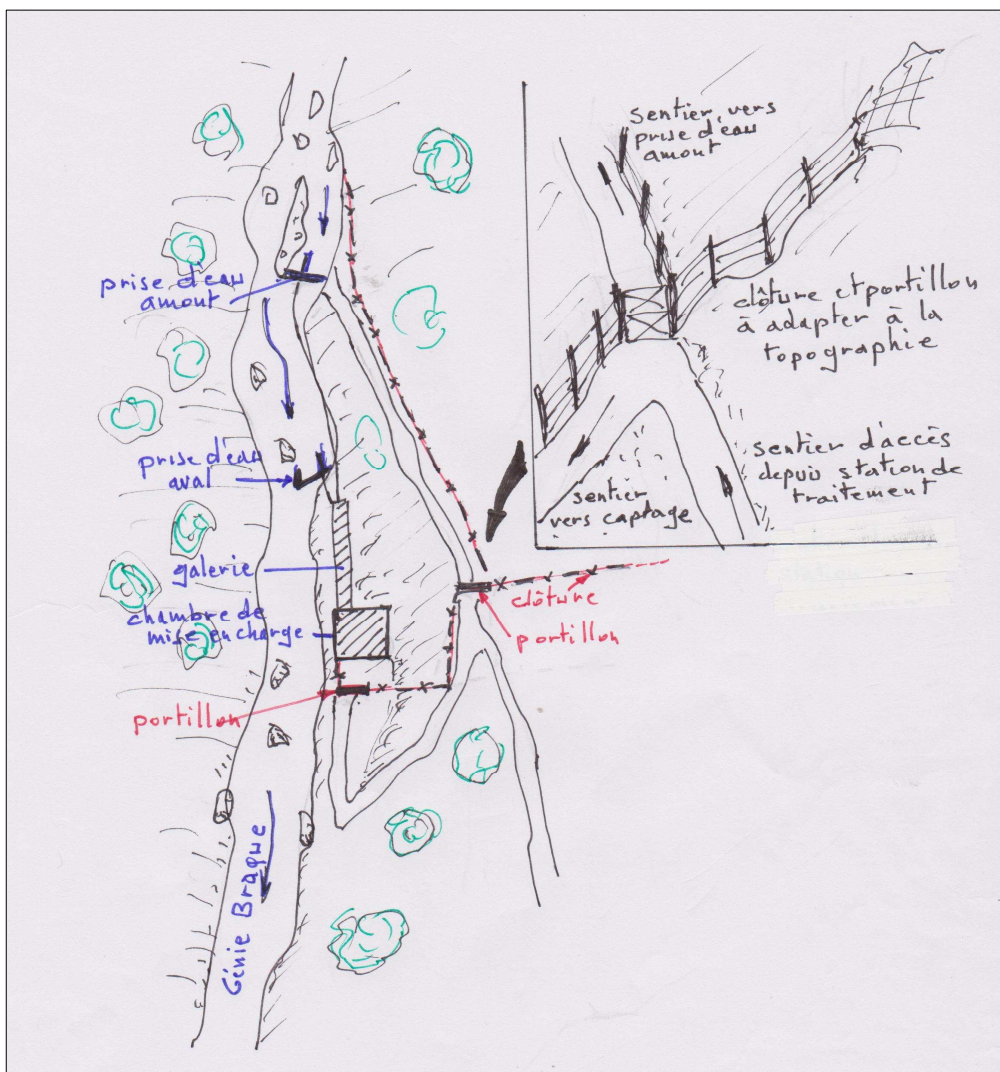 sentier vers
prise d'eau
amont
prise d'eau
amont
clôture et portillon
à adapter à la
topographie
prise d'eau
aval
sentier d'accès
depuis station de
traitement
sentier
vers captage
galerie
clôture
chambre de
mise en charge
portillon
portillon
Génie Braque